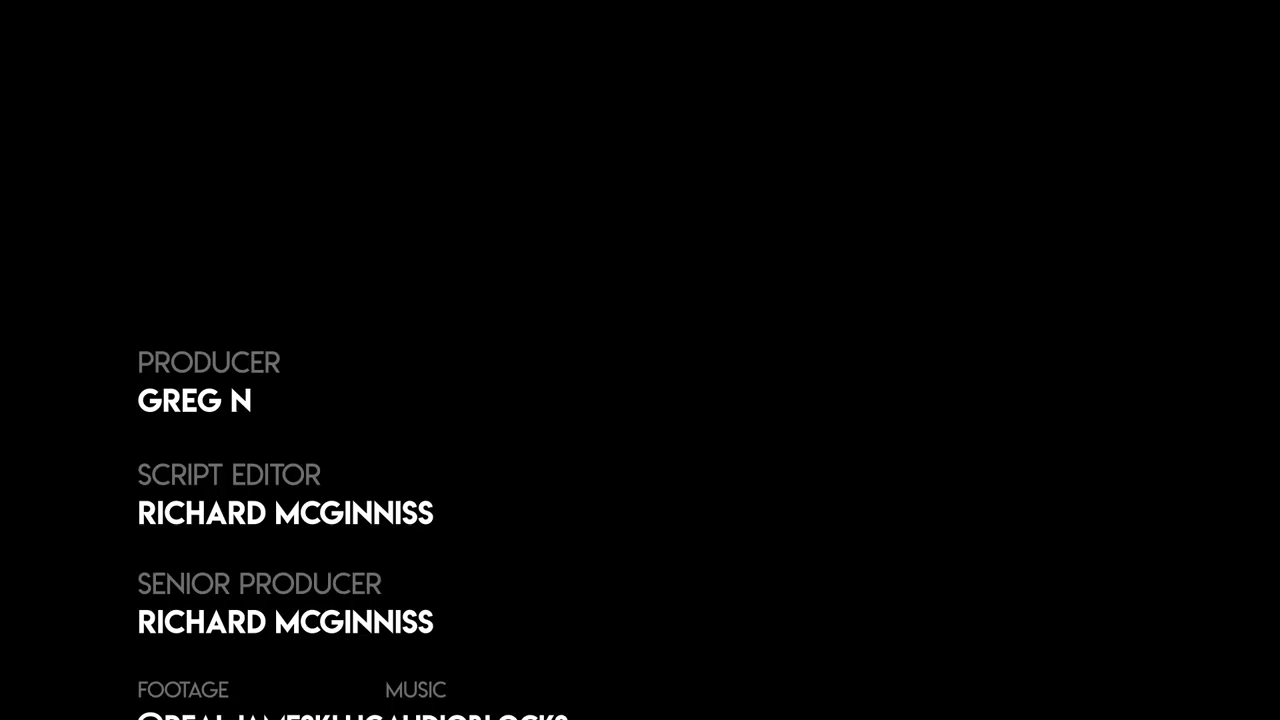 PRODUCER
GREG N
SCRIPT EDITOR
RICHARD MCGINNISS
SENIOR PRODUCER
RICHARD MCGINNISS
FOOTAGE MUSIC